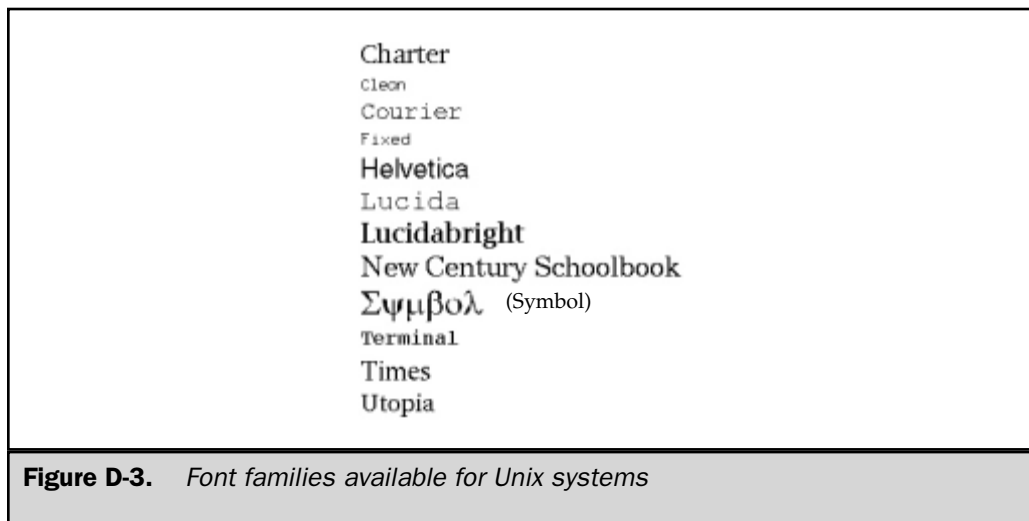 Charter
Clean
Courier
Fixed
Helvetica
Lucida
Lucidabright
New Century Schoolbook
Σψμβολ (Symbol)
Terminal
Times
Utopia
Figure D-3. Font families available for Unix systems